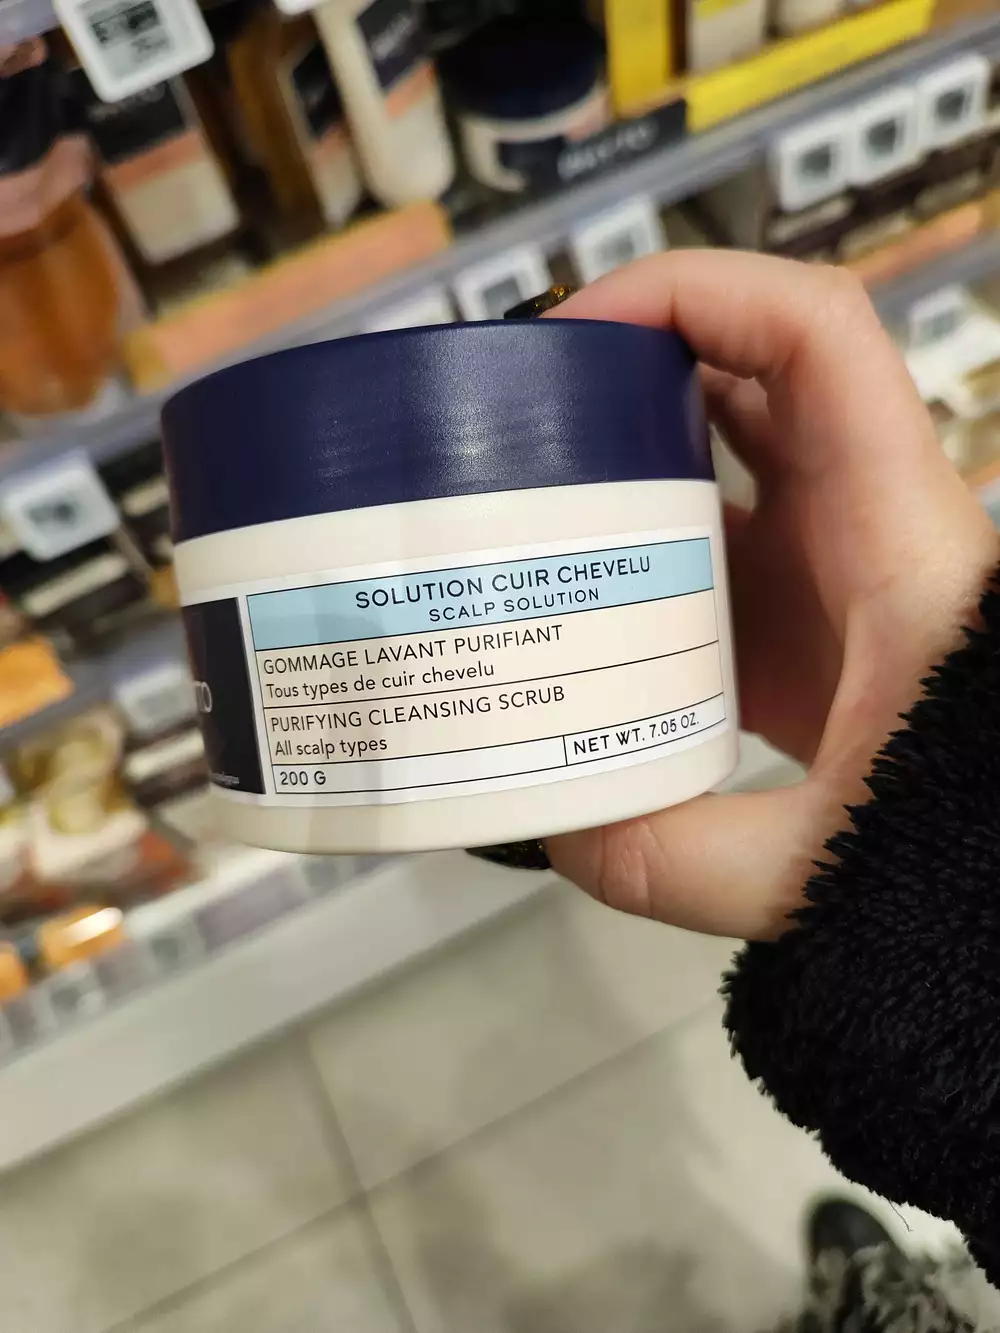 SOLUTION CUIR CHEVELU
SCALP SOLUTION
GOMMAGE LAVANT PURIFIANT
Tous types de cuir chevelu
PURIFYING CLEANSING SCRUB
All scalp types
200 G
NET WT. 7.05 OZ.